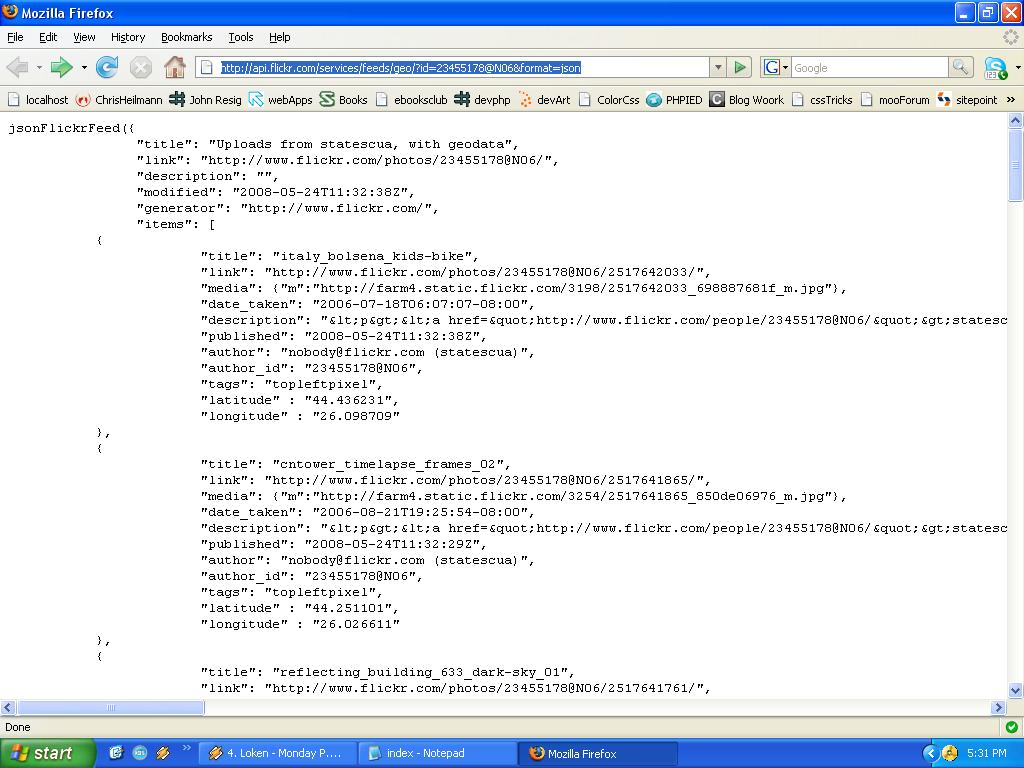 Mozilla Firefox
File Edit View History Bookmarks Tools Help
http://api.flickr.com/services/feeds/geo/?id=23455178@N06&format=json
G Google
localhost ChrisHeilmann John Resig webApps Books ebooksclub devphp devArt ColorCss PHPIED Blog Woork cssTricks mooForum sitepoint »
jsonFlickrFeed({
"title": "Uploads from statescua, with geodata",
"link": "http://www.flickr.com/photos/23455178@N06/",
"description": "",
"modified": "2008-05-24T11:32:38Z",
"generator": "http://www.flickr.com/",
"items": [
{
"title": "italy_bolsena_kids-bike",
"link": "http://www.flickr.com/photos/23455178@N06/2517642033/",
"media": {"m":"http://farm4.static.flickr.com/3198/2517642033_698887681f_m.jpg"},
"date_taken": "2006-07-18T06:07:07-08:00",
"description": "&lt;p&gt;&lt;a href=&quot;http://www.flickr.com/people/23455178@N06/&quot;&gt;statesc
"published": "2008-05-24T11:32:38Z",
"author": "nobody@flickr.com (statescua)",
"author_id": "23455178@N06",
"tags": "topleftpixel",
"latitude" : "44.436231",
"longitude" : "26.098709"
},
{
"title": "cntower_timelapse_frames_02",
"link": "http://www.flickr.com/photos/23455178@N06/2517641865/",
"media": {"m":"http://farm4.static.flickr.com/3254/2517641865_850de06976_m.jpg"},
"date_taken": "2006-08-21T19:25:54-08:00",
"description": "&lt;p&gt;&lt;a href=&quot;http://www.flickr.com/people/23455178@N06/&quot;&gt;statesc
"published": "2008-05-24T11:32:29Z",
"author": "nobody@flickr.com (statescua)",
"author_id": "23455178@N06",
"tags": "topleftpixel",
"latitude" : "44.251101",
"longitude" : "26.026611"
},
{
"title": "reflecting_building_633_dark-sky_01",
"link": "http://www.flickr.com/photos/23455178@N06/2517641761/",
Done
start » 4. Loken - Monday P.... index - Notepad Mozilla Firefox 5:31 PM